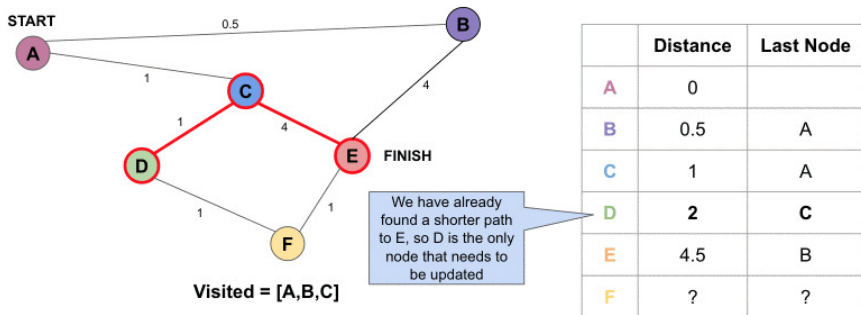 START
0.5
B
A
1
C
4
1
4
D
E
FINISH
1
1
F
Visited = [A,B,C]
We have already
found a shorter path
to E, so D is the only
node that needs to
be updated
Distance Last Node
A 0
B 0.5 A
C 1 A
D 2 C
E 4.5 B
F ? ?